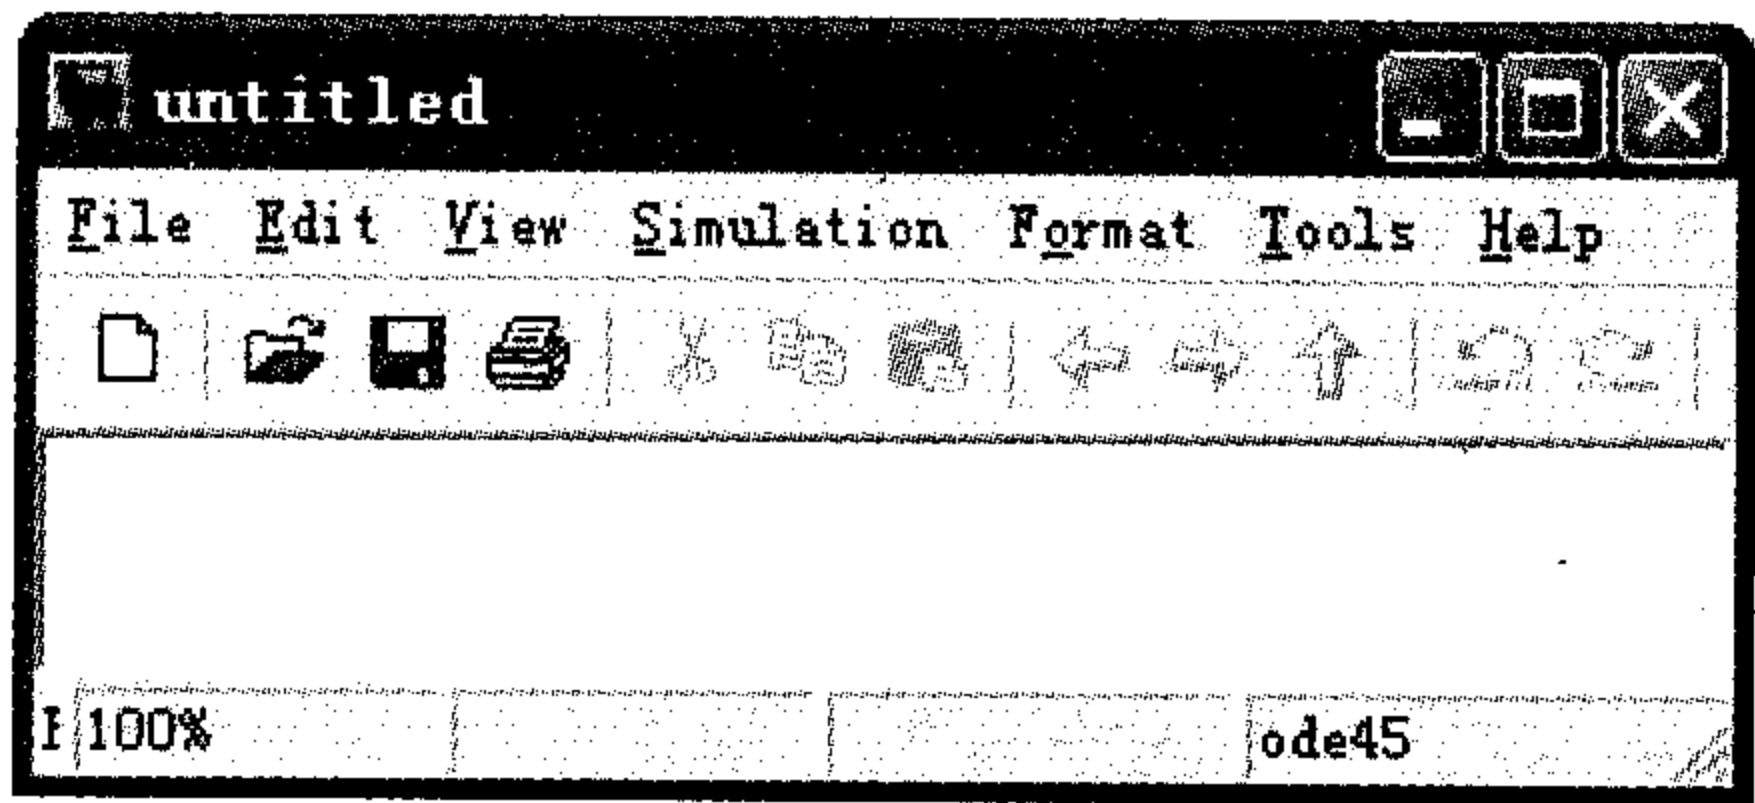 untitled
File Edit View Simulation Format Tools Help
100% ode45